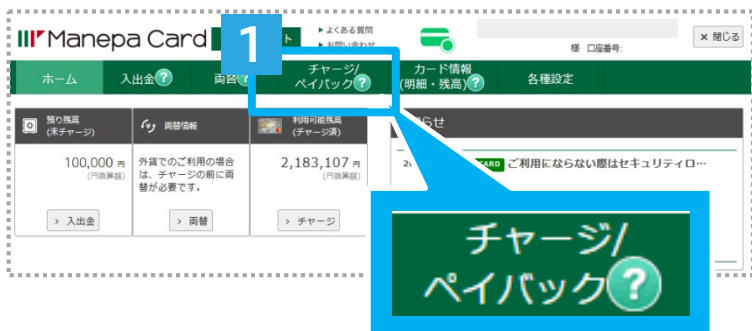 Manepa Card
ト
1
▶よくある質問
▶お問い合わせ
様 口座番号:
× 閉じる
ホーム
入出金?
両替?
チャージ/
ペイバック?
カード情報
(明細・残高)?
各種設定
預り残高
(未チャージ)
両替情報
利用可能残高
(チャージ済)
らせ
100,000 円
(円換算額)
外貨でのご利用の場合
は、チャージの前に両
替が必要です。
2,183,107 円
(円換算額)
CARD ご利用にならない際はセキュリティロ…
> 入出金
> 両替
> チャージ
チャージ/
ペイバック?